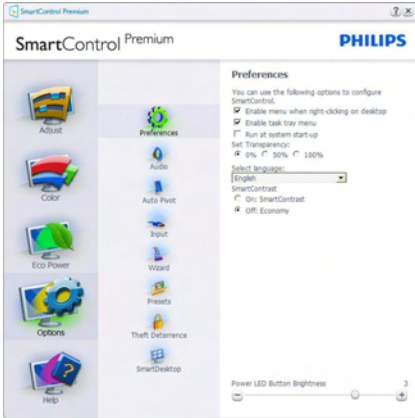 SmartControl Premium
SmartControl Premium
PHILIPS
Adjust
Color
Eco Power
Options
Help
Preferences
Audio
Auto Pivot
Input
Wizard
Presets
Theft Deterrence
SmartDesktop
Preferences
You can use the following options to configure
SmartControl.
Enable menu when right-clicking on desktop
Enable task tray menu
Run at system start-up
Set Transparency:
0% 50% 100%
Select language:
English
SmartContrast
On: SmartContrast
Off: Economy
Power LED Button Brightness 3